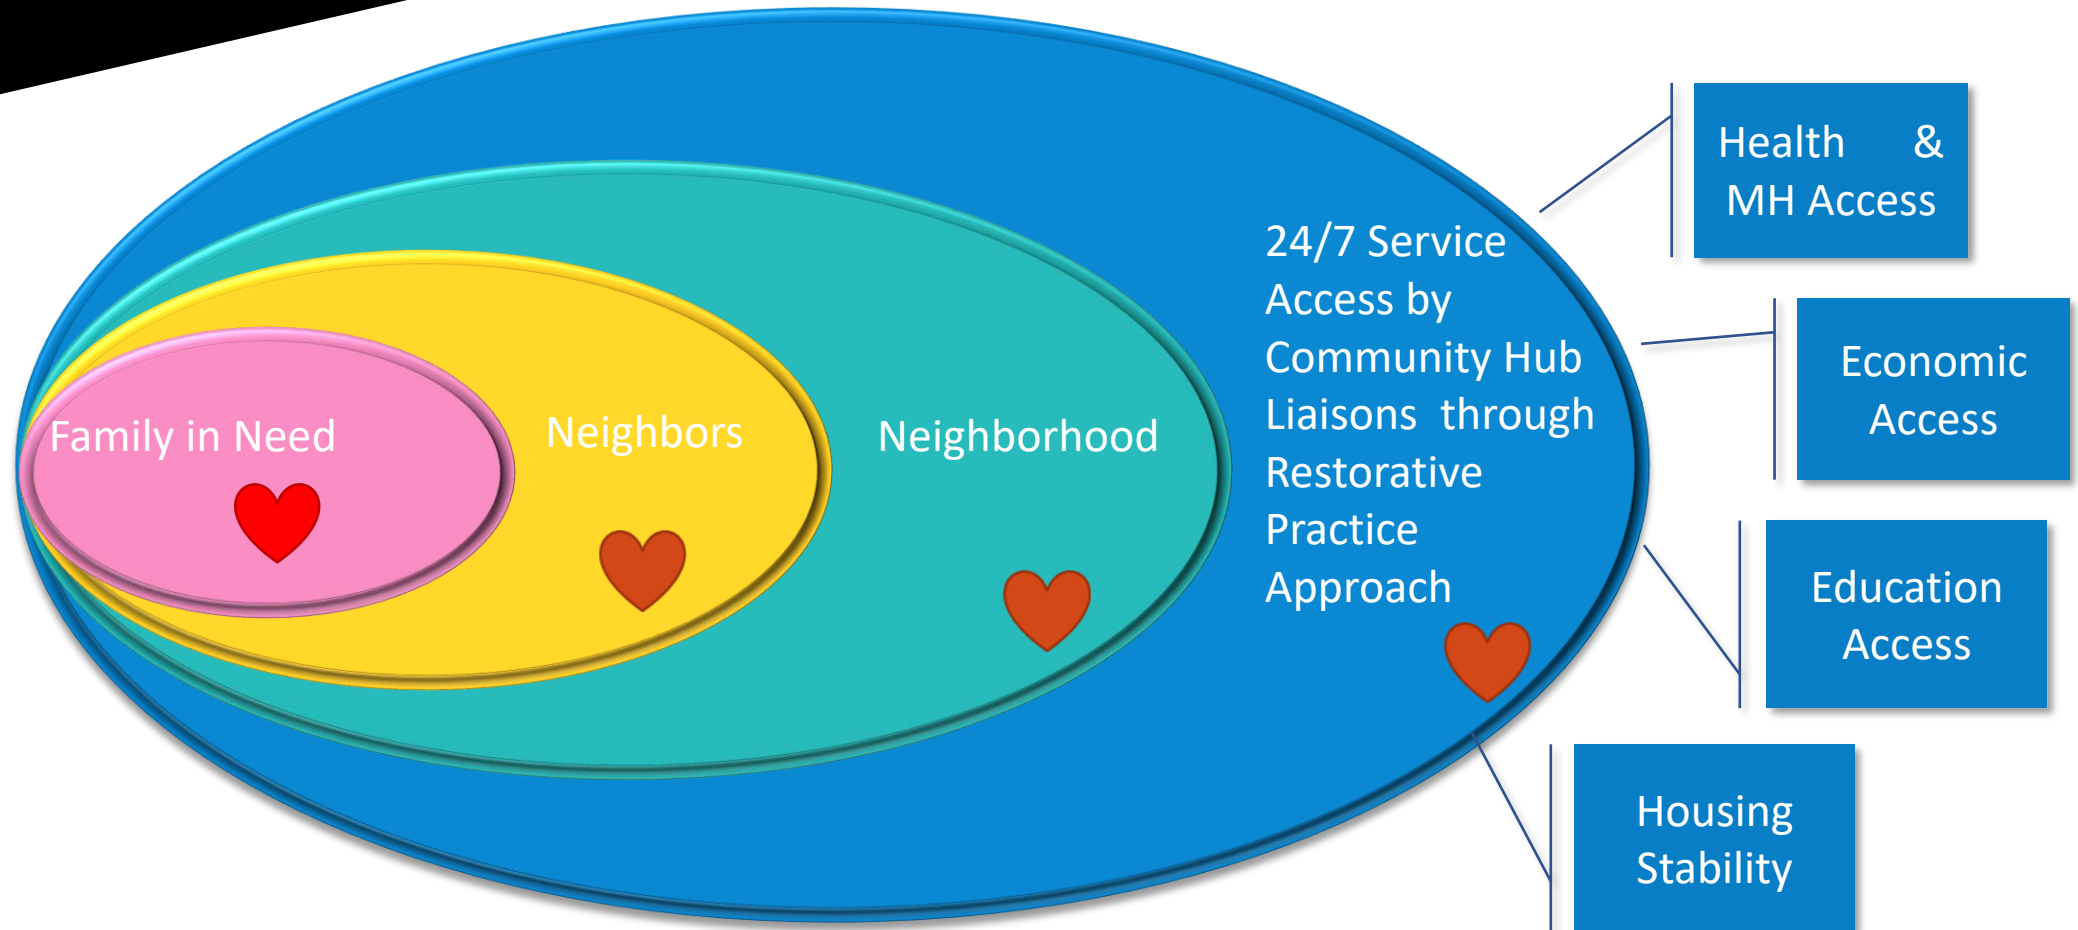 Family in Need
Neighbors
Neighborhood
24/7 Service
Access by
Community Hub
Liaisons through
Restorative
Practice
Approach
Health &
MH Access
Economic
Access
Education
Access
Housing
Stability